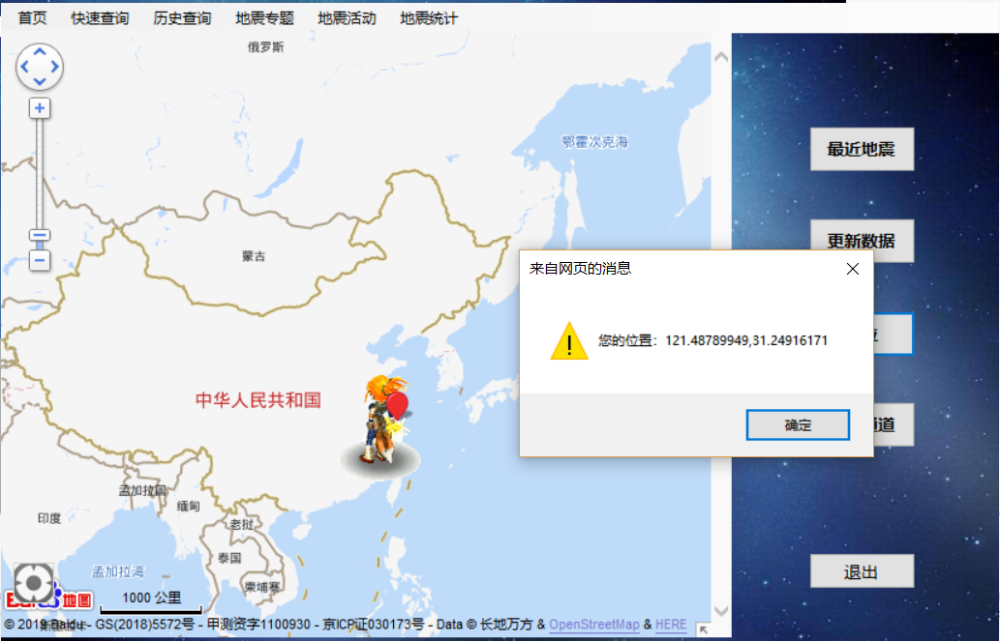 首页 快速查询 历史查询 地震专题 地震活动 地震统计
俄罗斯
鄂霍次克海
最近地震
更新数据
蒙古
来自网页的消息
您的位置：121.48789949,31.24916171
位
中华人民共和国
确定
通道
孟加拉国
缅甸
印度
老挝
泰国
孟加拉湾
柬埔寨
退出
1000 公里
地图
© 2019 Baidu - GS(2018)5572号 - 甲测资字1100930 - 京ICP证030173号 - Data © 长地万方 & OpenStreetMap & HERE